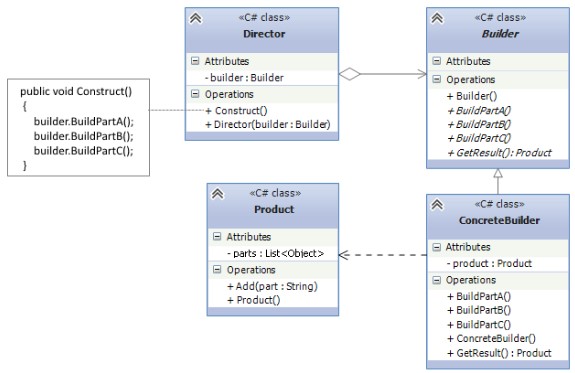 «C# class»
Director
Attributes
- builder : Builder
Operations
+ Construct()
+ Director(builder : Builder)
«C# class»
Builder
Attributes
Operations
+ Builder()
+ BuildPartA()
+ BuildPartB()
+ BuildPartC()
+ GetResult() : Product
public void Construct()
{
builder.BuildPartA();
builder.BuildPartB();
builder.BuildPartC();
}
«C# class»
Product
Attributes
- parts : List<Object>
Operations
+ Add(part : String)
+ Product()
«C# class»
ConcreteBuilder
Attributes
- product : Product
Operations
+ BuildPartA()
+ BuildPartB()
+ BuildPartC()
+ ConcreteBuilder()
+ GetResult() : Product